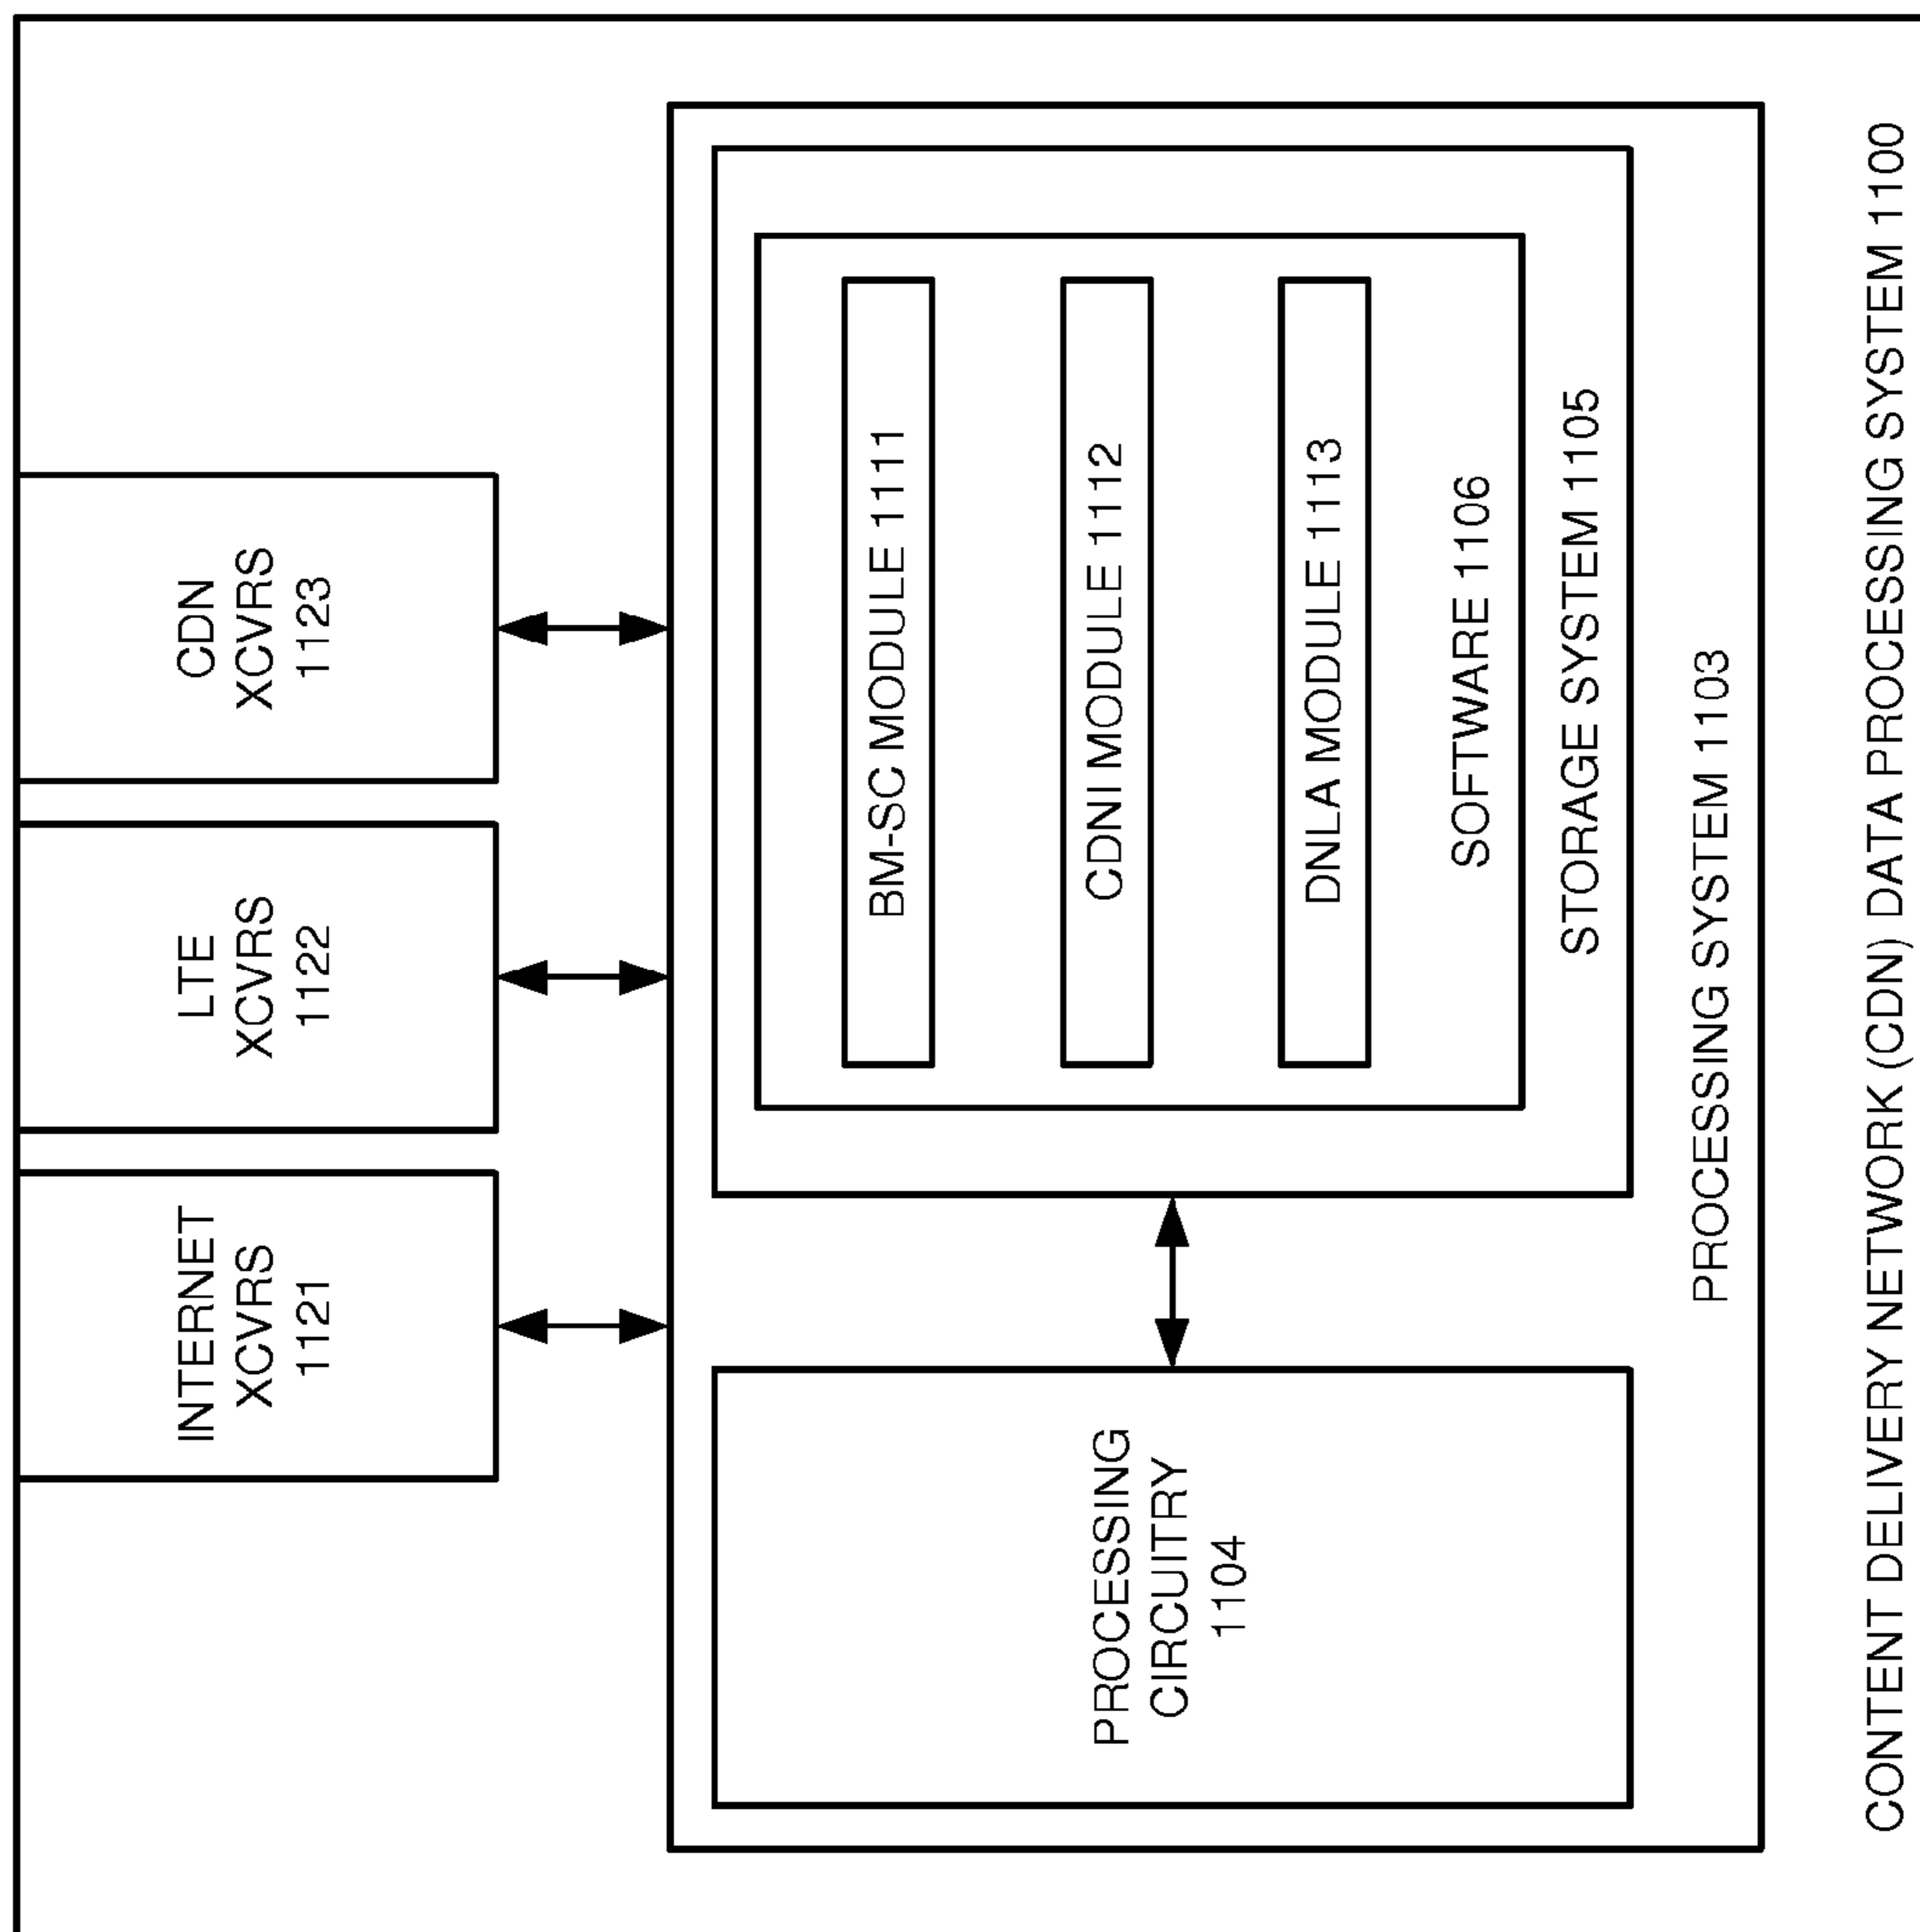 INTERNET
XCVRS
1121
LTE
XCVRS
1122
CDN
XCVRS
1123
PROCESSING
CIRCUITRY
1104
BM-SC MODULE 1111
CDNI MODULE 1112
DNLA MODULE 1113
SOFTWARE 1106
STORAGE SYSTEM 1105
PROCESSING SYSTEM 1103
CONTENT DELIVERY NETWORK (CDN) DATA PROCESSING SYSTEM 1100